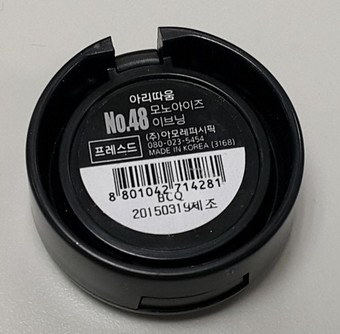 아리따움
No.48 모노아이즈
이브닝
프레스드 (주)아모레퍼시픽
080-023-5454
MADE IN KOREA (3168)
8 801042 714281
BCQ
20150319제조